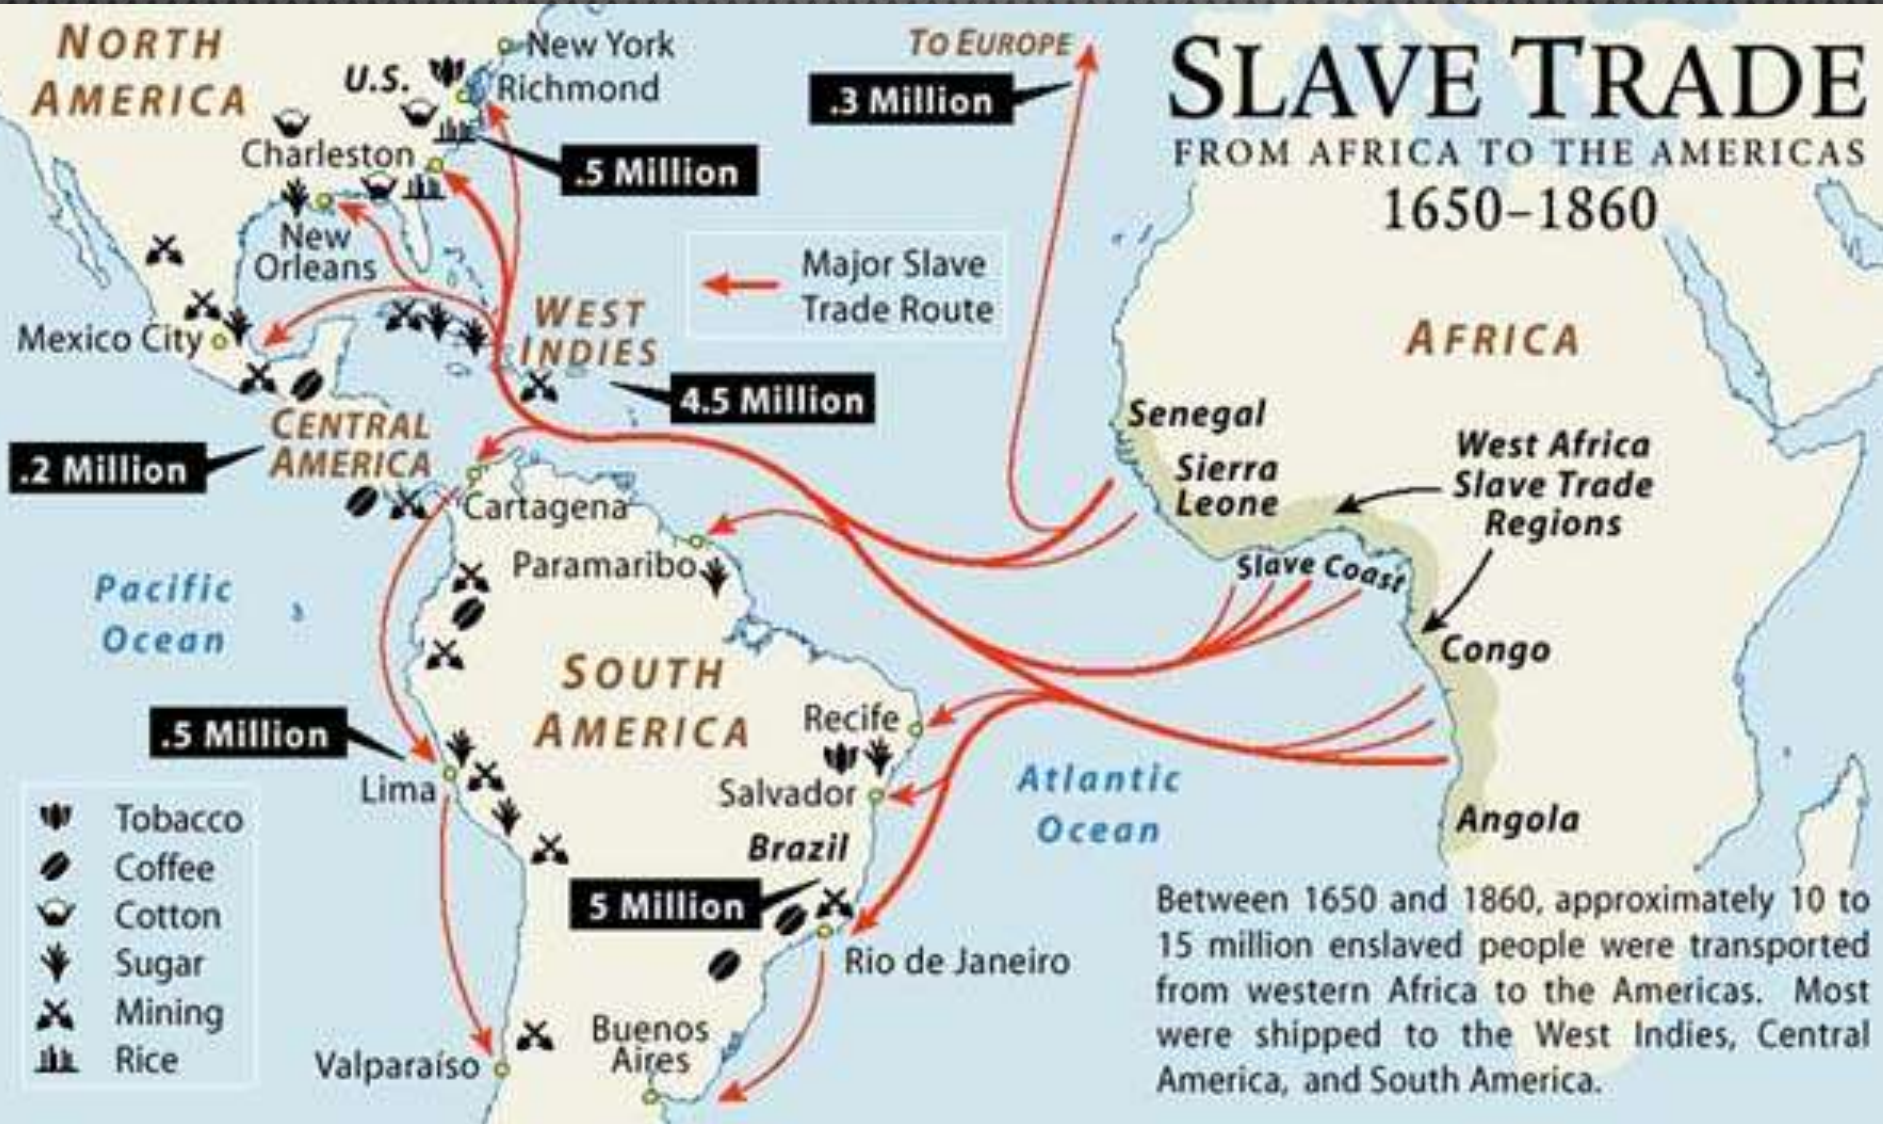 SLAVE TRADE
FROM AFRICA TO THE AMERICAS
1650–1860
NORTH
AMERICA
U.S.
New York
Richmond
Charleston
.5 Million
New
Orleans
Mexico City
TO EUROPE
.3 Million
Major Slave
Trade Route
WEST
INDIES
4.5 Million
CENTRAL
AMERICA
.2 Million
Cartagena
Paramaribo
Pacific
Ocean
SOUTH
AMERICA
Recife
Salvador
Brazil
5 Million
.5 Million
Lima
Rio de Janeiro
Buenos
Aires
Valparaíso
Atlantic
Ocean
AFRICA
Senegal
Sierra
Leone
West Africa
Slave Trade
Regions
Slave Coast
Congo
Angola
Tobacco
Coffee
Cotton
Sugar
Mining
Rice
Between 1650 and 1860, approximately 10 to
15 million enslaved people were transported
from western Africa to the Americas. Most
were shipped to the West Indies, Central
America, and South America.